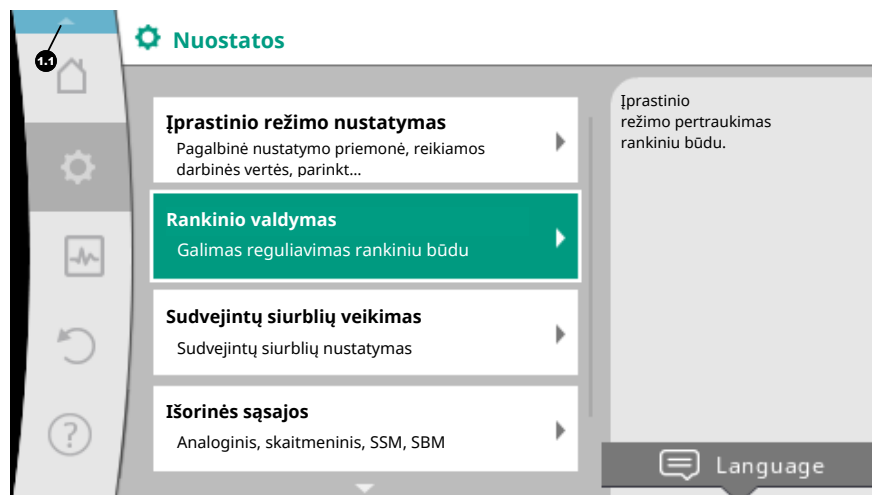 1.1
Nuostatos
Įprastinio režimo nustatymas
Pagalbinė nustatymo priemonė, reikiamos
darbinės vertės, parinkt...
Rankinio valdymas
Galimas reguliavimas rankiniu būdu
Sudvejintų siurblių veikimas
Sudvejintų siurblių nustatymas
Išorinės sąsajos
Analoginis, skaitmeninis, SSM, SBM
Įprastinio
režimo pertraukimas
rankiniu būdu.
?
Language